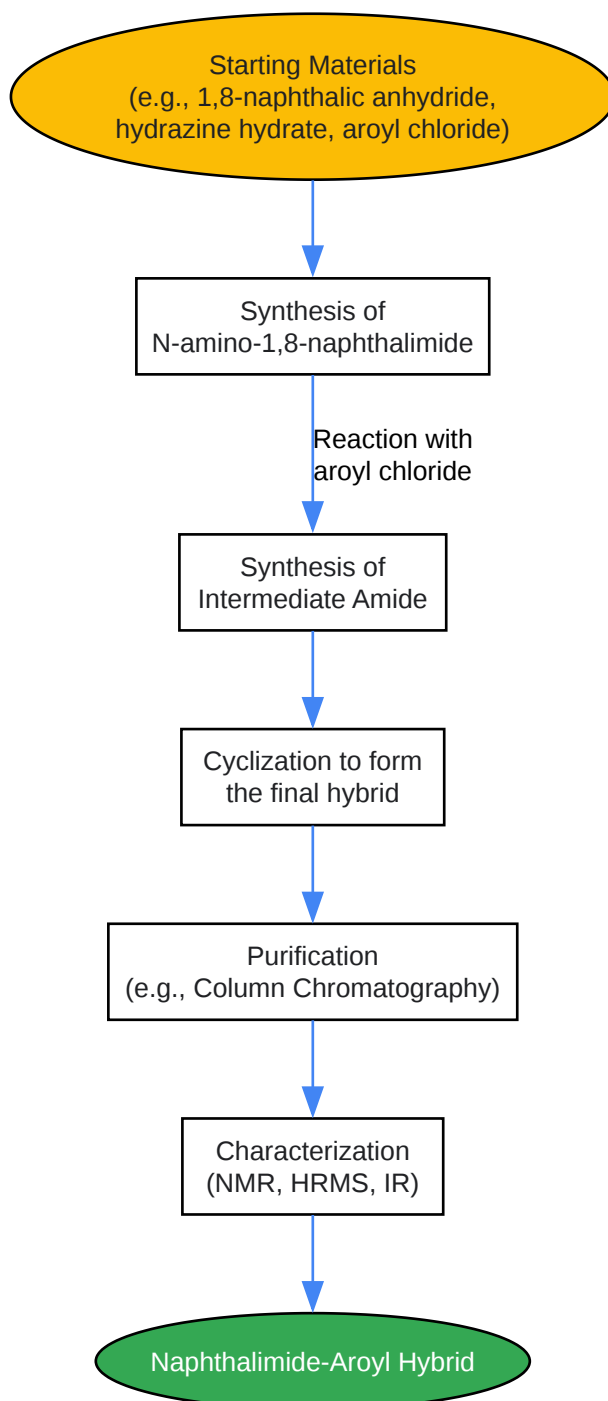 Starting Materials
(e.g., 1,8-naphthalic anhydride,
hydrazine hydrate, aroyl chloride)
Synthesis of
N-amino-1,8-naphthalimide
Reaction with
aroyl chloride
Synthesis of
Intermediate Amide
Cyclization to form
the final hybrid
Purification
(e.g., Column Chromatography)
Characterization
(NMR, HRMS, IR)
Naphthalimide-Aroyl Hybrid